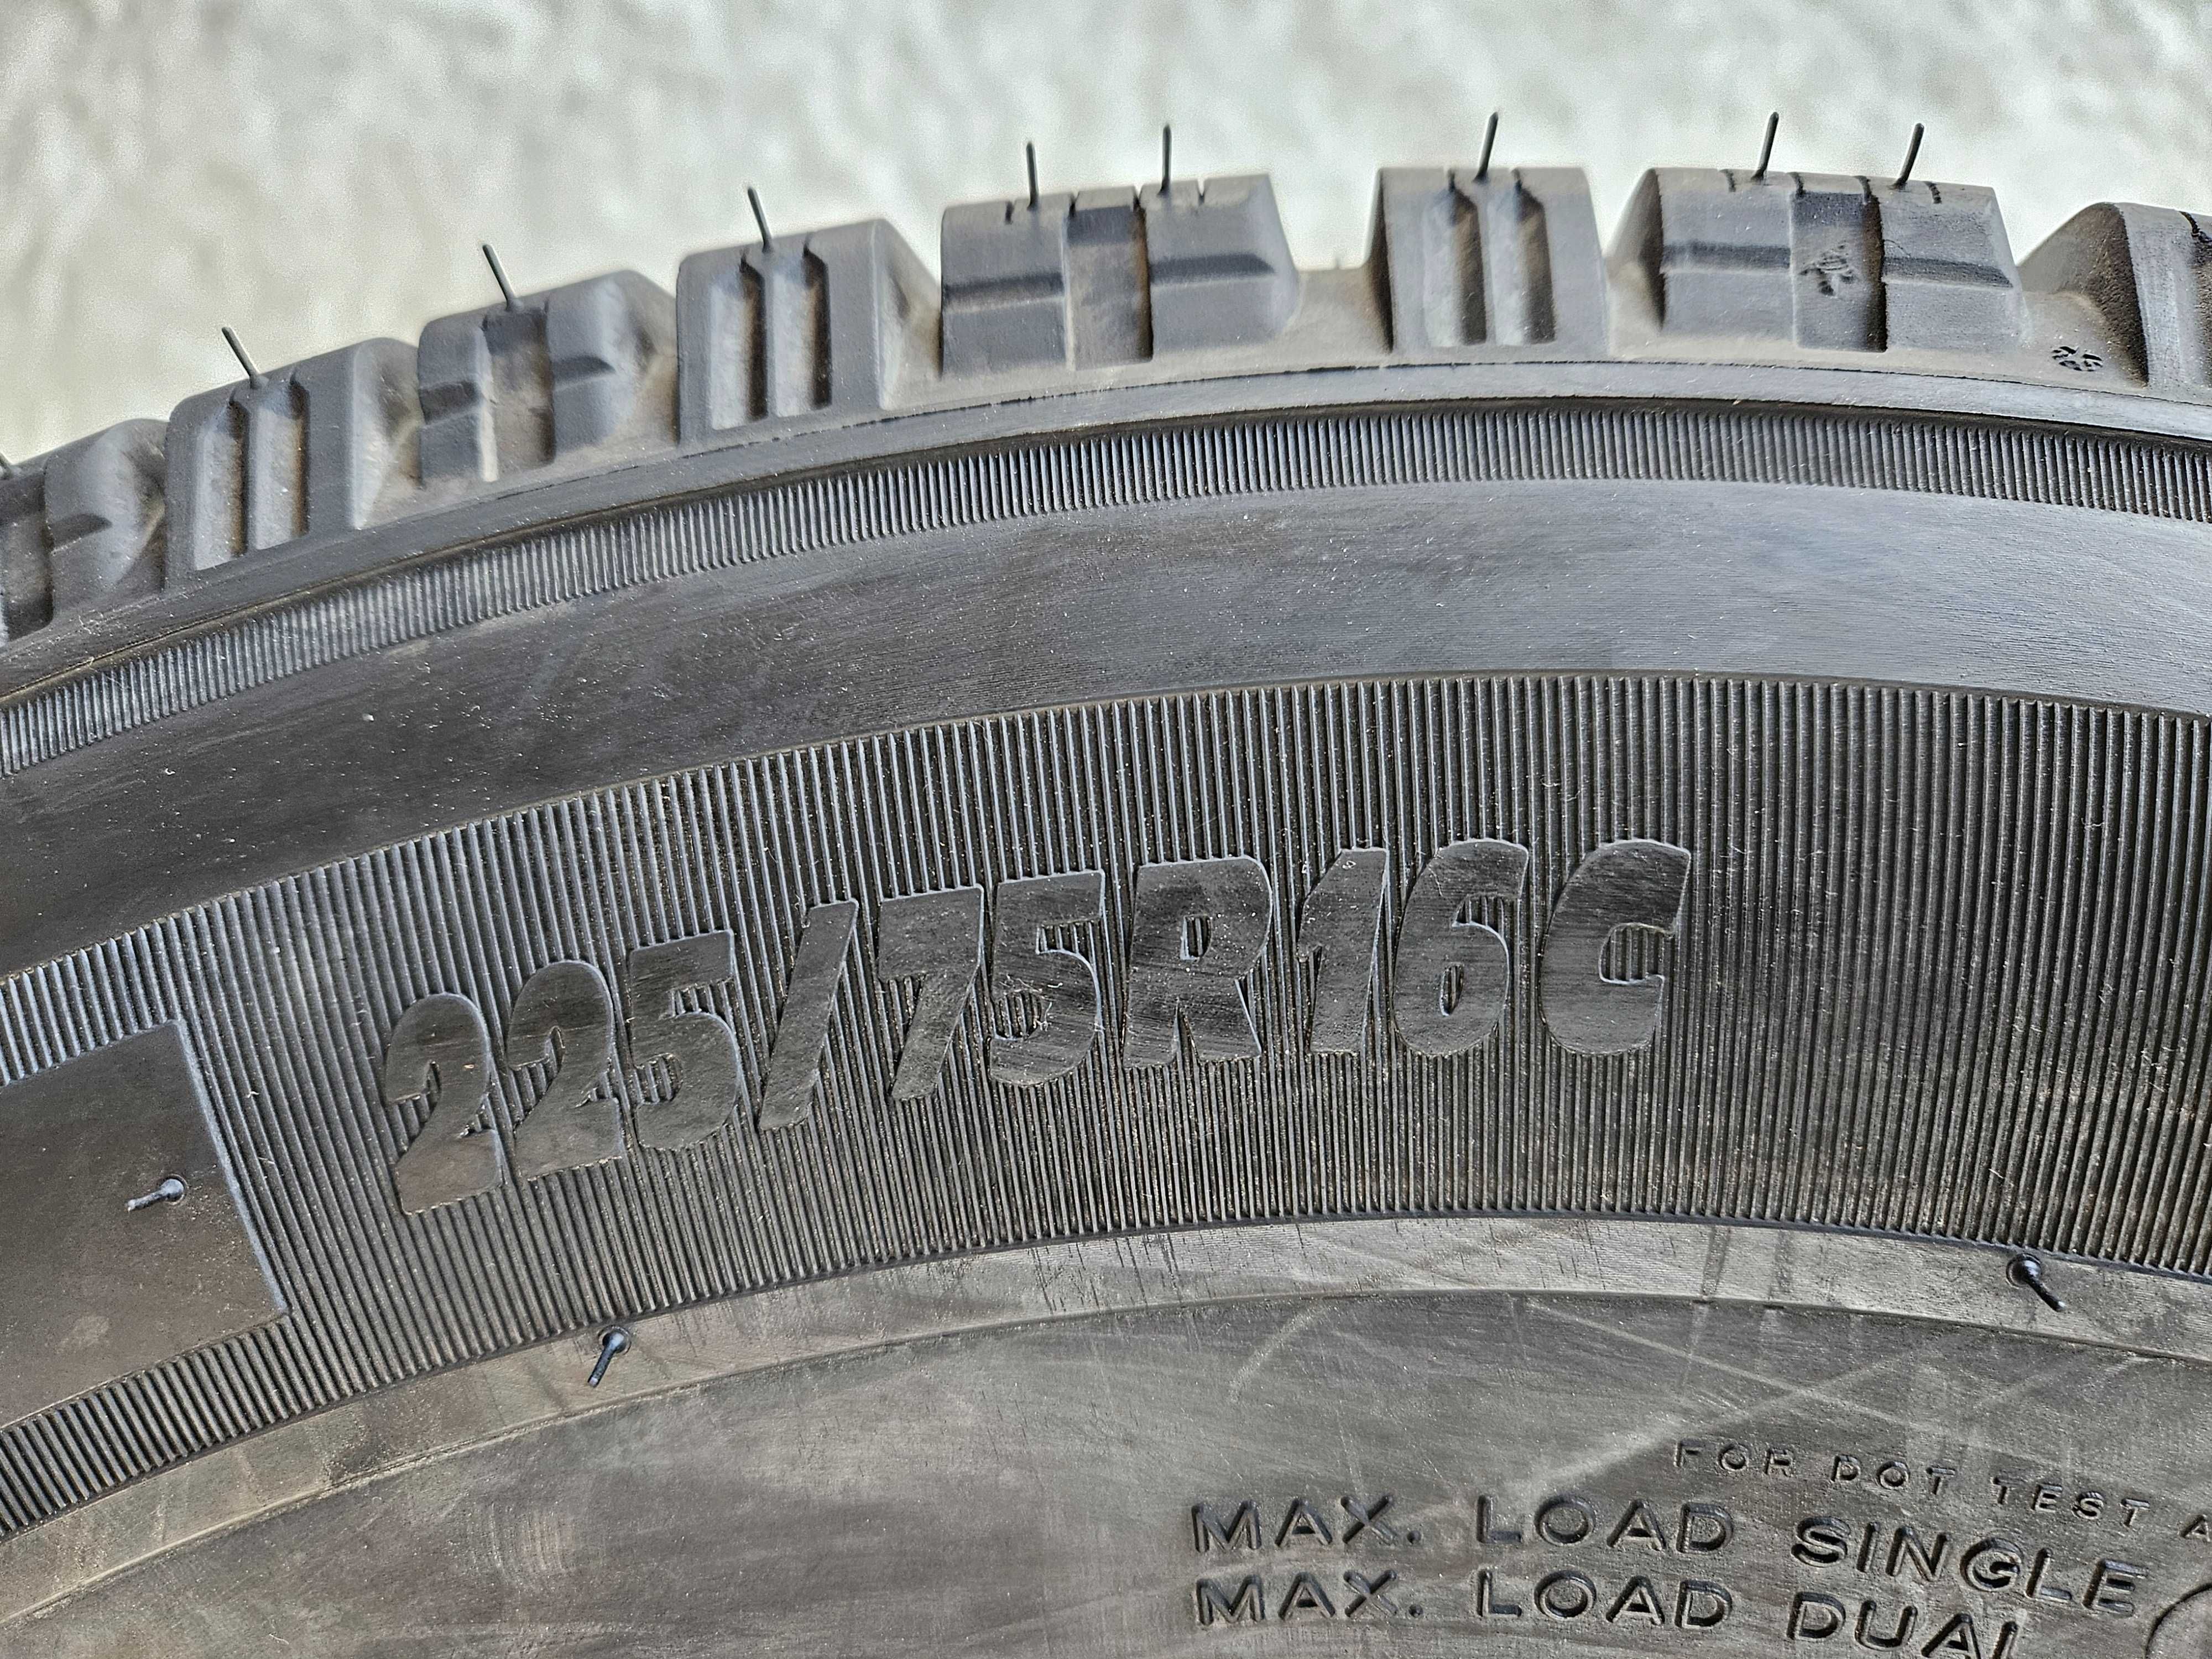 225/75R16C
FOR DOT TEST
MAX. LOAD SINGLE
MAX. LOAD DUAL